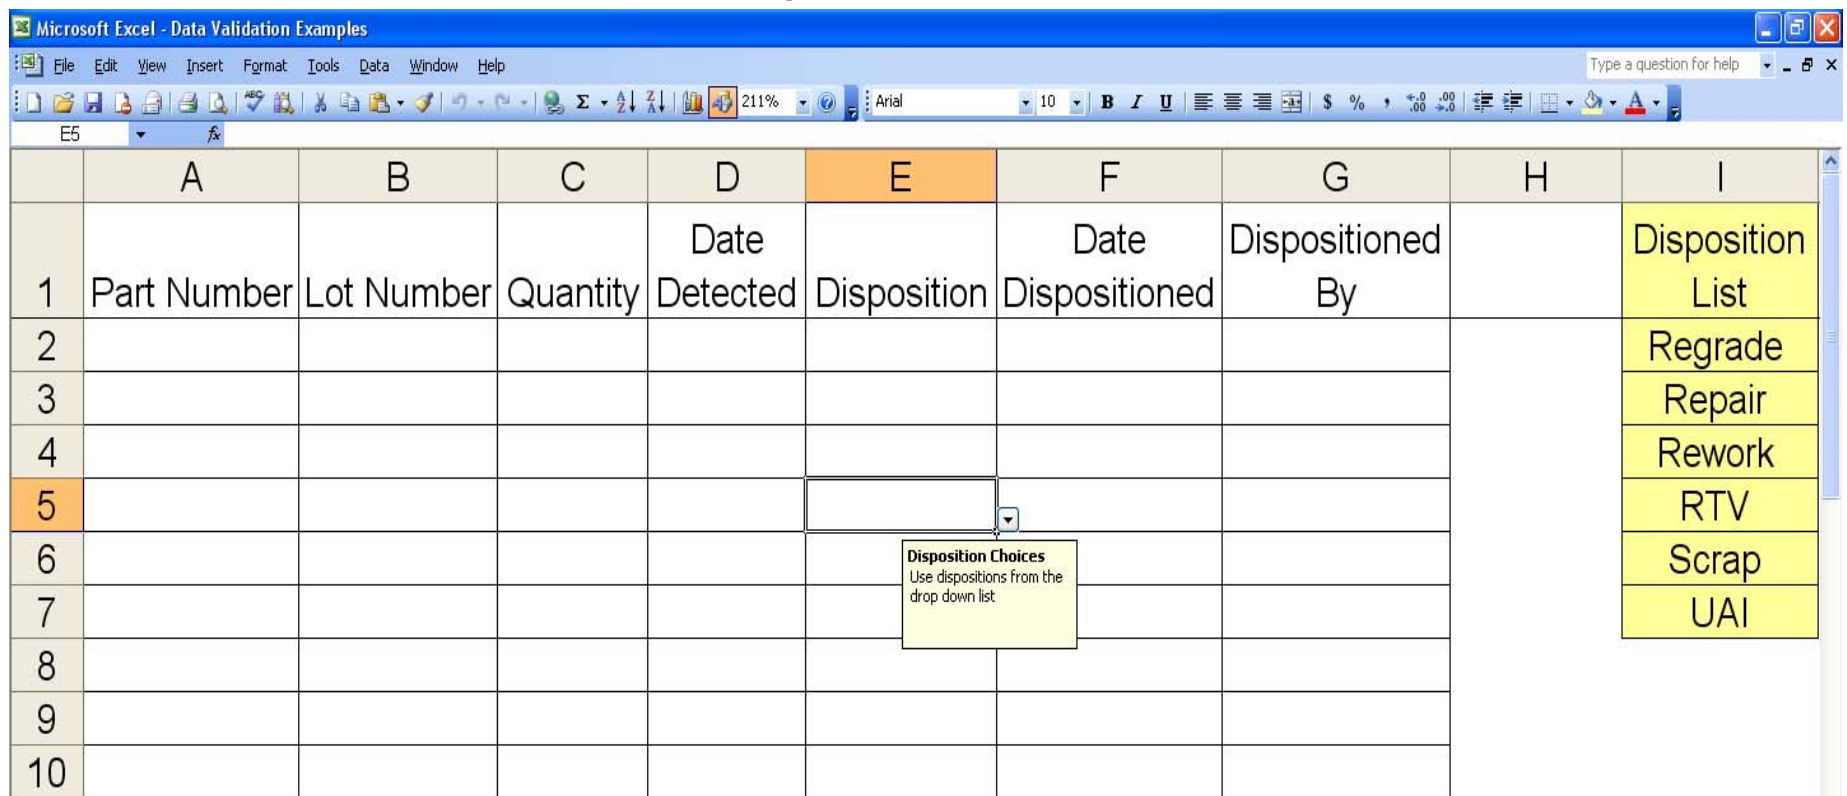 Microsoft Excel - Data Validation Examples
File Edit View Insert Format Tools Data Window Help Type a question for help
211% Arial 10 B I U $ % ,
E5 fx
A B C D E F G H I
Date Date Dispositioned Disposition
1 Part Number Lot Number Quantity Detected Disposition Dispositioned By List
2 Regrade
3 Repair
4 Rework
5 RTV
6 Scrap
Disposition Choices
Use dispositions from the
drop down list
7 UAI
8
9
10